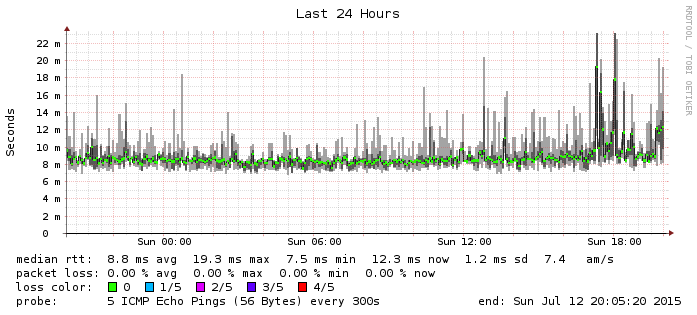 Last 24 Hours
RRDTOOL / TOBI OETIKER
Seconds
22 m
20 m
18 m
16 m
14 m
12 m
10 m
8 m
6 m
4 m
2 m
0
Sun 00:00 Sun 06:00 Sun 12:00 Sun 18:00
median rtt: 8.8 ms avg 19.3 ms max 7.5 ms min 12.3 ms now 1.2 ms sd 7.4 am/s
packet loss: 0.00 % avg 0.00 % max 0.00 % min 0.00 % now
loss color: 0 1/5 2/5 3/5 4/5
probe: 5 ICMP Echo Pings (56 Bytes) every 300s end: Sun Jul 12 20:05:20 2015